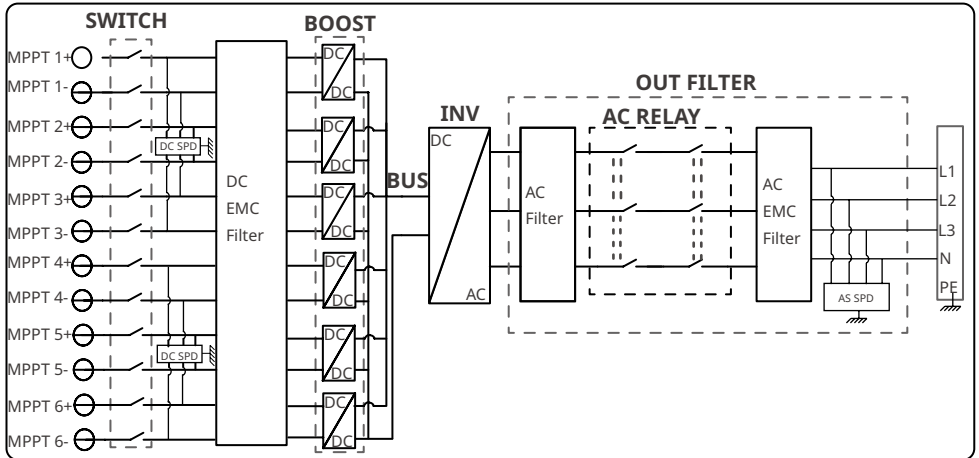 SWITCH
BOOST
MPPT 1+
MPPT 1-
MPPT 2+
MPPT 2-
MPPT 3+
MPPT 3-
MPPT 4+
MPPT 4-
MPPT 5+
MPPT 5-
MPPT 6+
MPPT 6-
DC SPD
DC SPD
DC
EMC
Filter
DC
DC
DC
DC
DC
DC
DC
DC
DC
DC
DC
DC
BUS
INV
DC
AC
OUT FILTER
AC
Filter
AC RELAY
AC
EMC
Filter
AS SPD
L1
L2
L3
N
PE